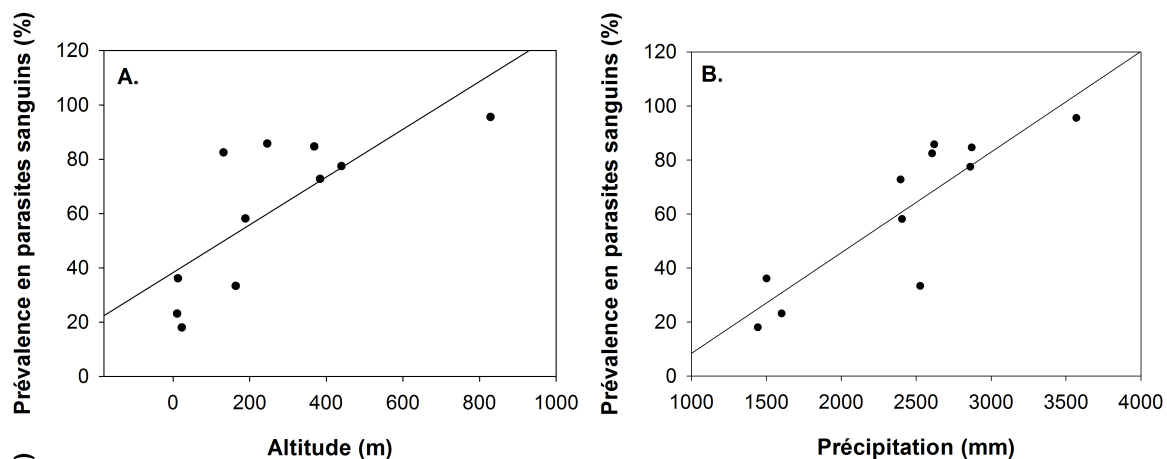 Prévalence en parasites sanguins (%)
120
100
80
60
40
20
0
A.
0 200 400 600 800 1000
Altitude (m)
Prévalence en parasites sanguins (%)
120
100
80
60
40
20
0
B.
1000 1500 2000 2500 3000 3500 4000
Précipitation (mm)
)